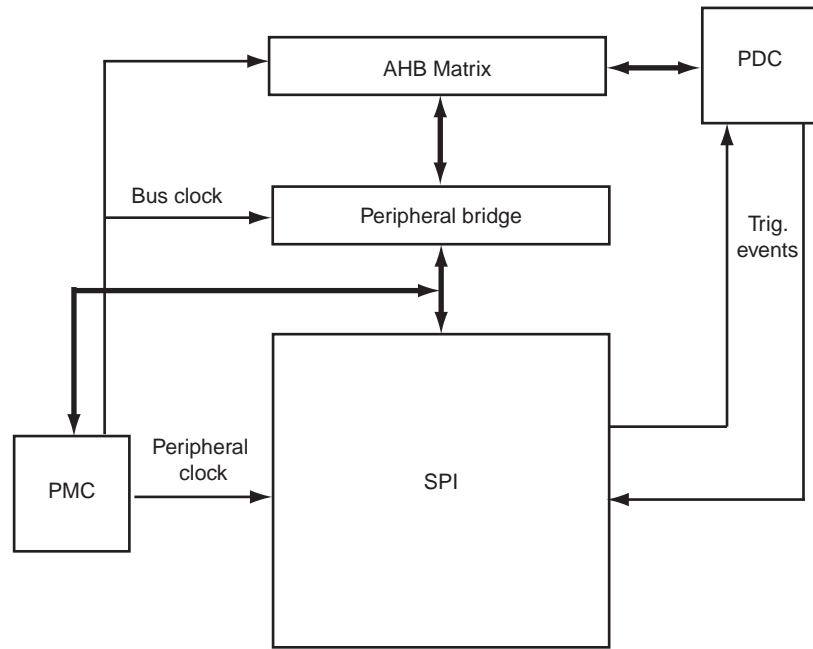 AHB Matrix
PDC
Bus clock
Peripheral bridge
Trig.
events
Peripheral
clock
PMC
SPI